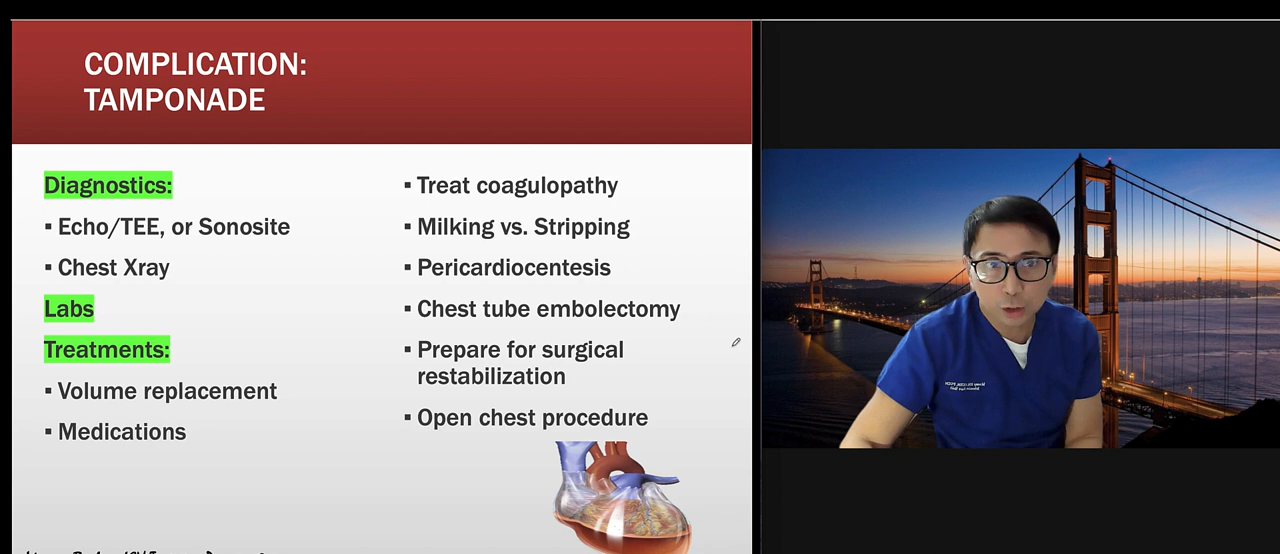 COMPLICATION:
TAMPONADE
Diagnostics:
▪ Echo/TEE, or Sonosite
▪ Chest Xray
Labs
Treatments:
▪ Volume replacement
▪ Medications
▪ Treat coagulopathy
▪ Milking vs. Stripping
▪ Pericardiocentesis
▪ Chest tube embolectomy
▪ Prepare for surgical
restabilization
▪ Open chest procedure